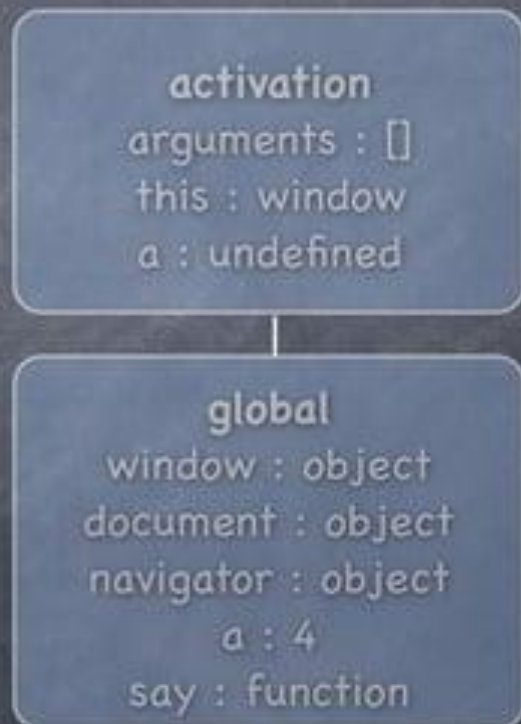 activation
arguments : []
this : window
a : undefined
global
window : object
document : object
navigator : object
a : 4
say : function